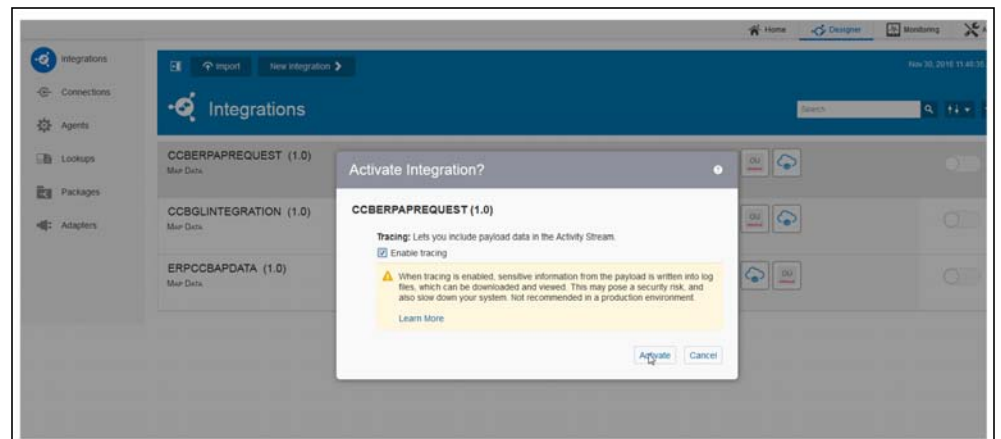 Home
Designer
Monitoring
Integrations
Connections
Agents
Lookups
Packages
Adapters
Import
New Integration
Integrations
Search
CCBERPAPREQUEST (1.0)
MAP DATA
CCBGLINTEGRATION (1.0)
MAP DATA
ERPCCBAPDATA (1.0)
MAP DATA
Activate Integration?
CCBERPAPREQUEST (1.0)
Tracing: Lets you include payload data in the Activity Stream.
Enable tracing
When tracing is enabled, sensitive information from the payload is written into log
files, which can be downloaded and viewed. This may pose a security risk, and
also slow down your system. Not recommended in a production environment.
Learn More
Activate
Cancel